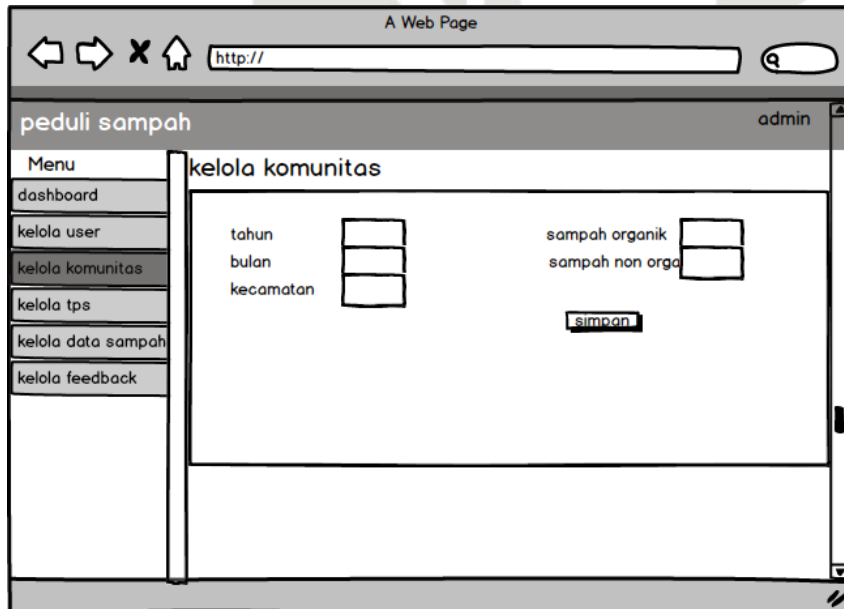 A Web Page
http://
peduli sampah
admin
Menu
dashboard
kelola user
kelola komunitas
kelola tps
kelola data sampah
kelola feedback
kelola komunitas
tahun
bulan
kecamatan
sampah organik
sampah non orga
simpan